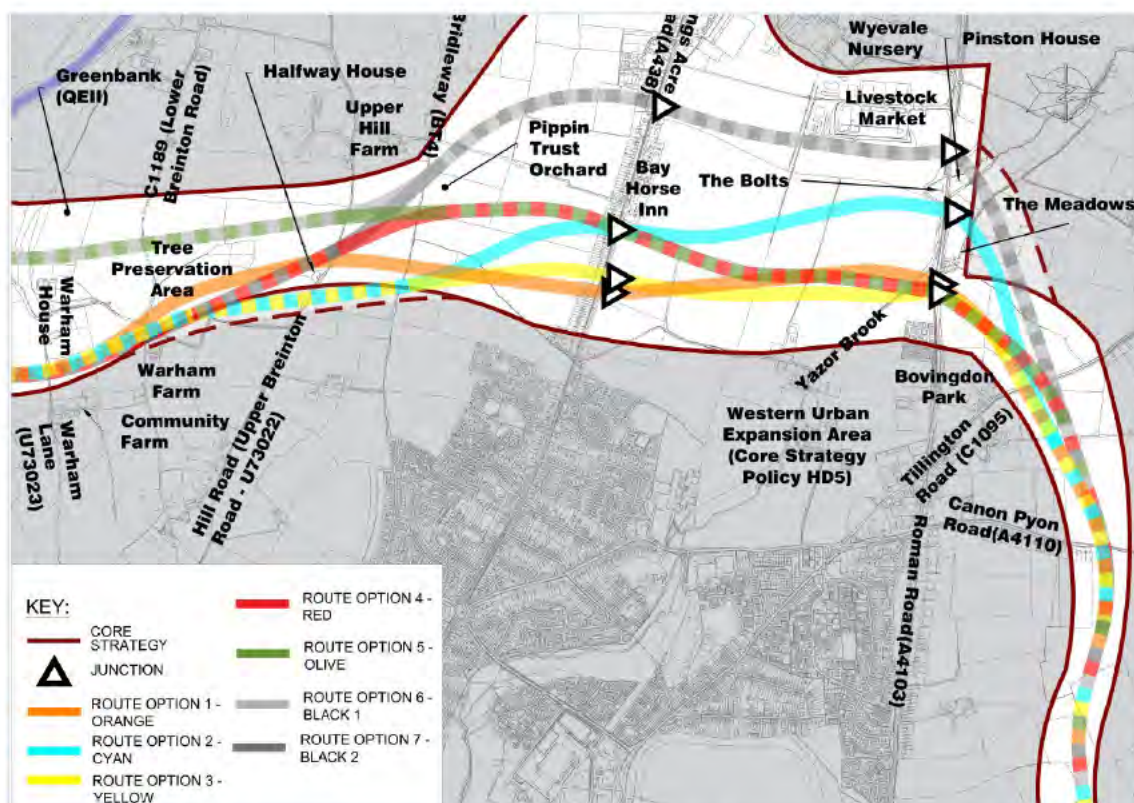 Greenbank
(QEII)
C1189 (Lower
Breinton Road)
Halfway House
Upper
Hill Farm
Bridleway (BT4)
Pippin
Trust
Orchard
ngs Acre
oad(A438)
Bay
Horse
Inn
Wyevale
Nursery
Pinston House
Livestock
Market
The Bolts
The Meadows
Tree
Preservation
Area
Warham
House
Warham
Farm
Community
Farm
Warham
Lane
(U73023)
Hill Road (Upper Breinton
Road - U73022)
Yazor Brook
Western Urban
Expansion Area
(Core Strategy
Policy HD5)
Bovingdon
Park
Tillington
Road (C1095)
Canon Pyon
Road(A4110)
Roman Road(A4103)
KEY:
CORE
STRATEGY
JUNCTION
ROUTE OPTION 1 -
ORANGE
ROUTE OPTION 2 -
CYAN
ROUTE OPTION 3 -
YELLOW
ROUTE OPTION 4 -
RED
ROUTE OPTION 5 -
OLIVE
ROUTE OPTION 6 -
BLACK 1
ROUTE OPTION 7 -
BLACK 2